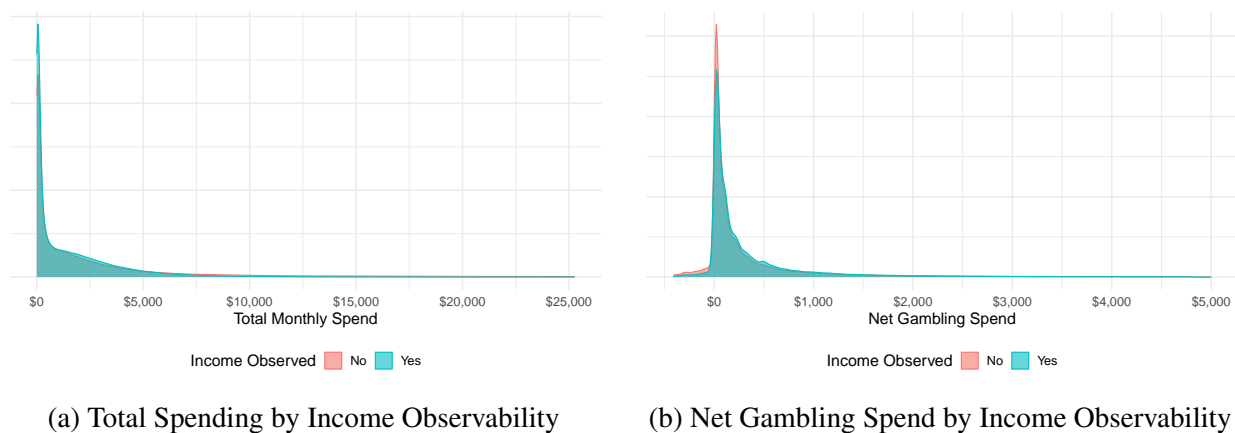 $0 $5,000 $10,000 $15,000 $20,000 $25,000
Total Monthly Spend
Income Observed No Yes
(a) Total Spending by Income Observability
$0 $1,000 $2,000 $3,000 $4,000 $5,000
Net Gambling Spend
Income Observed No Yes
(b) Net Gambling Spend by Income Observability